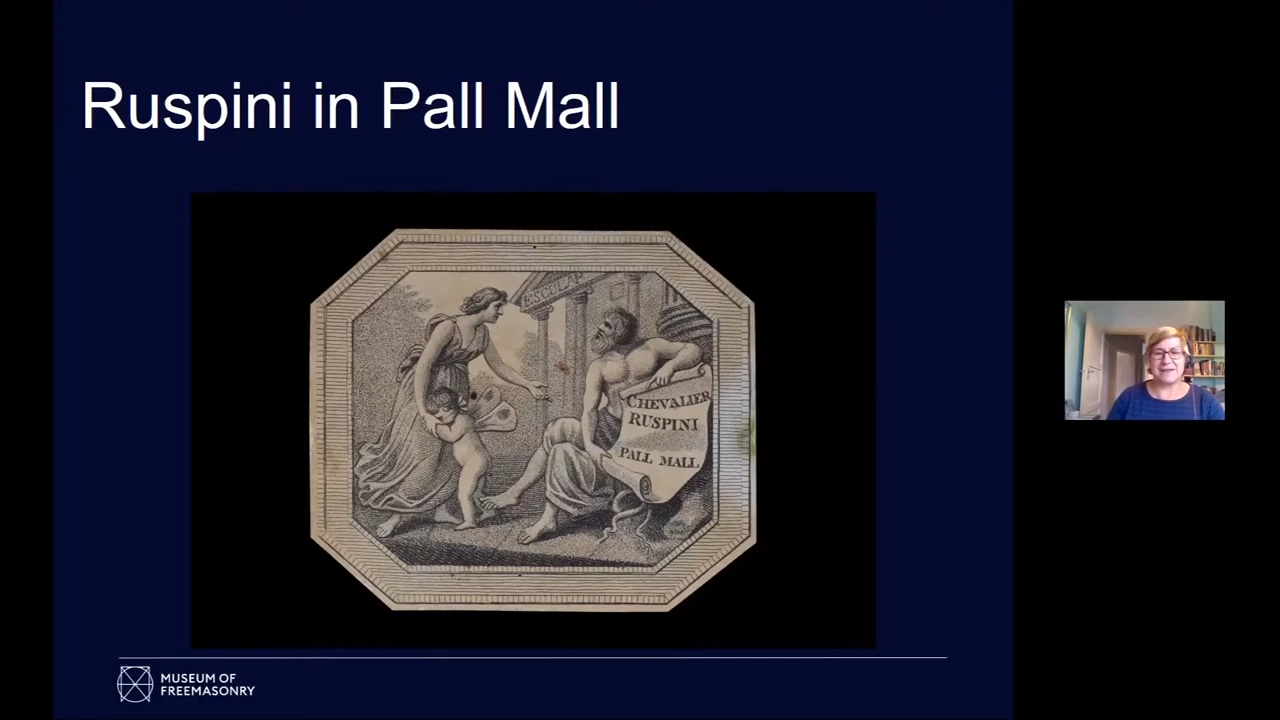 Ruspini in Pall Mall
ESCULAP
CHEVALIER
RUSPINI
PALL MALL
MUSEUM OF
FREEMASONRY